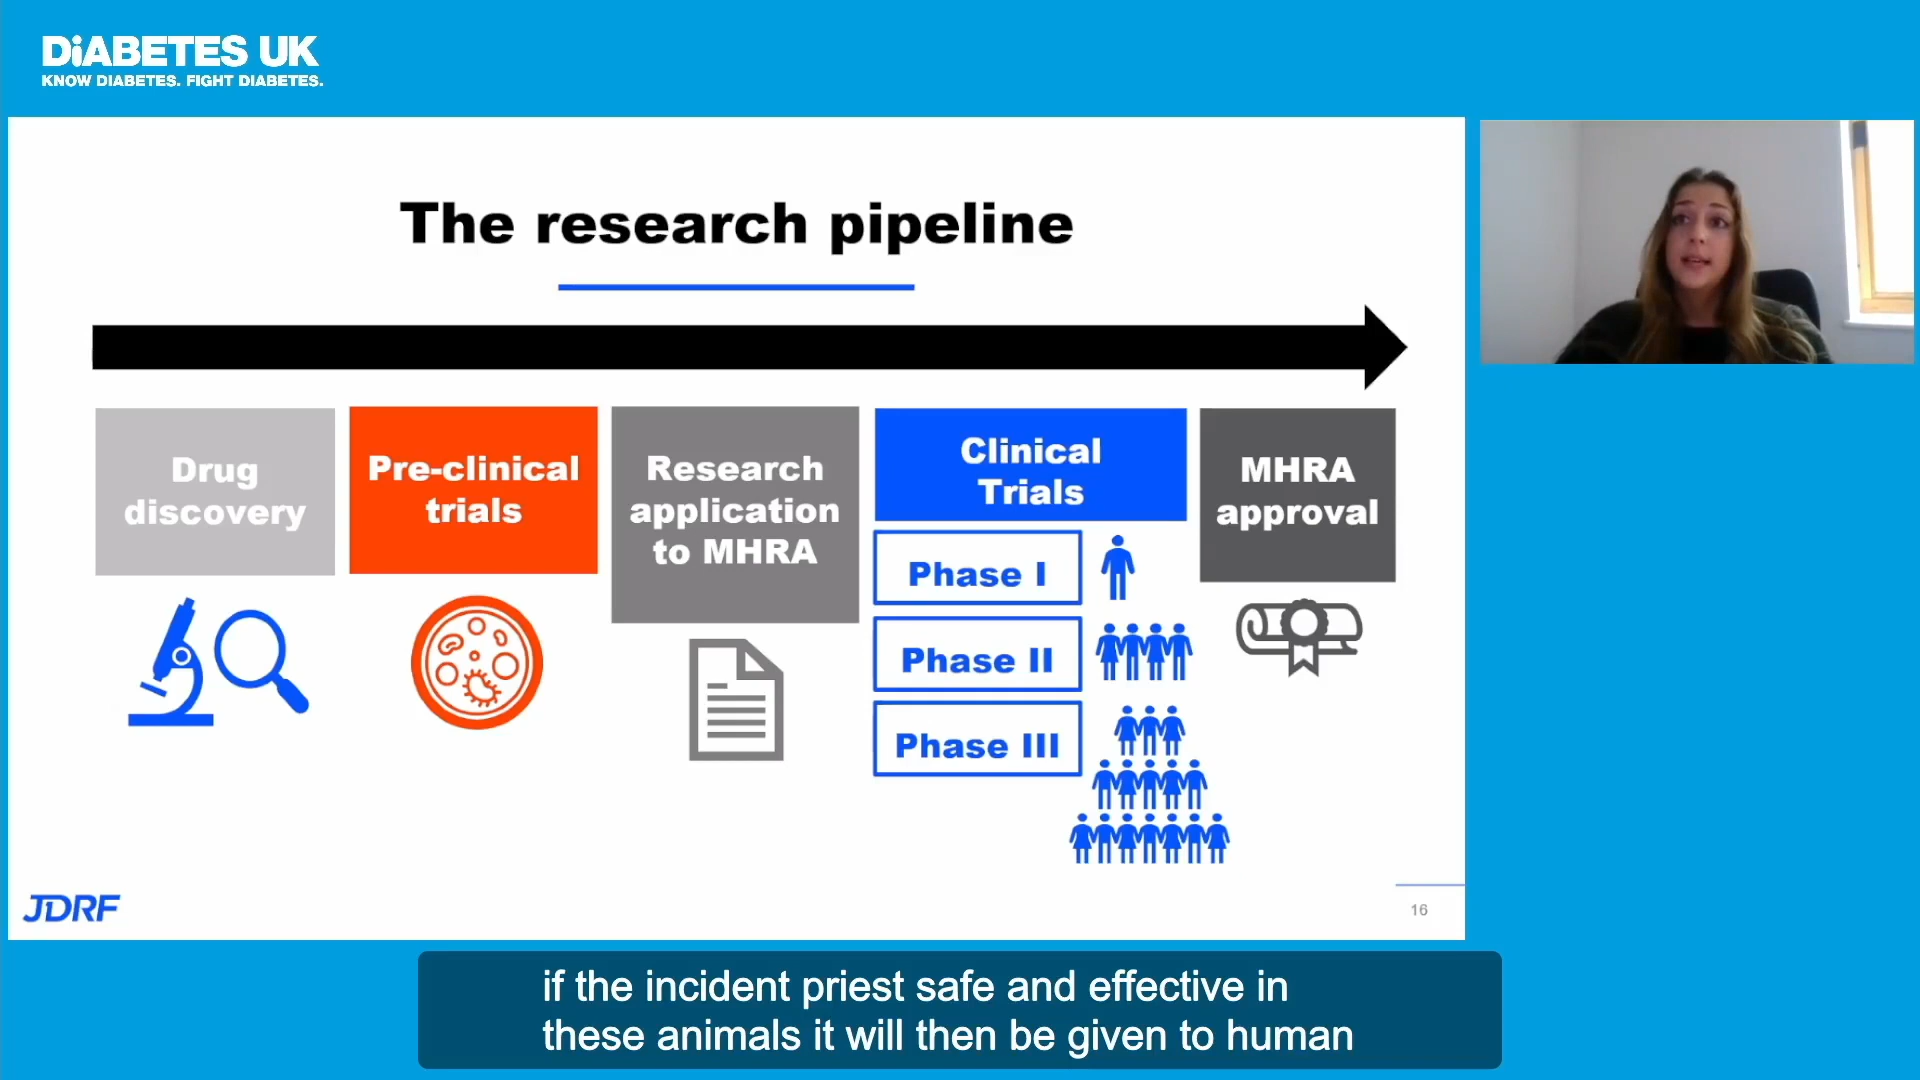 DiABETES UK
KNOW DIABETES. FIGHT DIABETES.
The research pipeline
Drug
discovery
Pre-clinical
trials
Research
application
to MHRA
Clinical
Trials
Phase I
Phase II
Phase III
MHRA
approval
JDRF
16
if the incident priest safe and effective in
these animals it will then be given to human